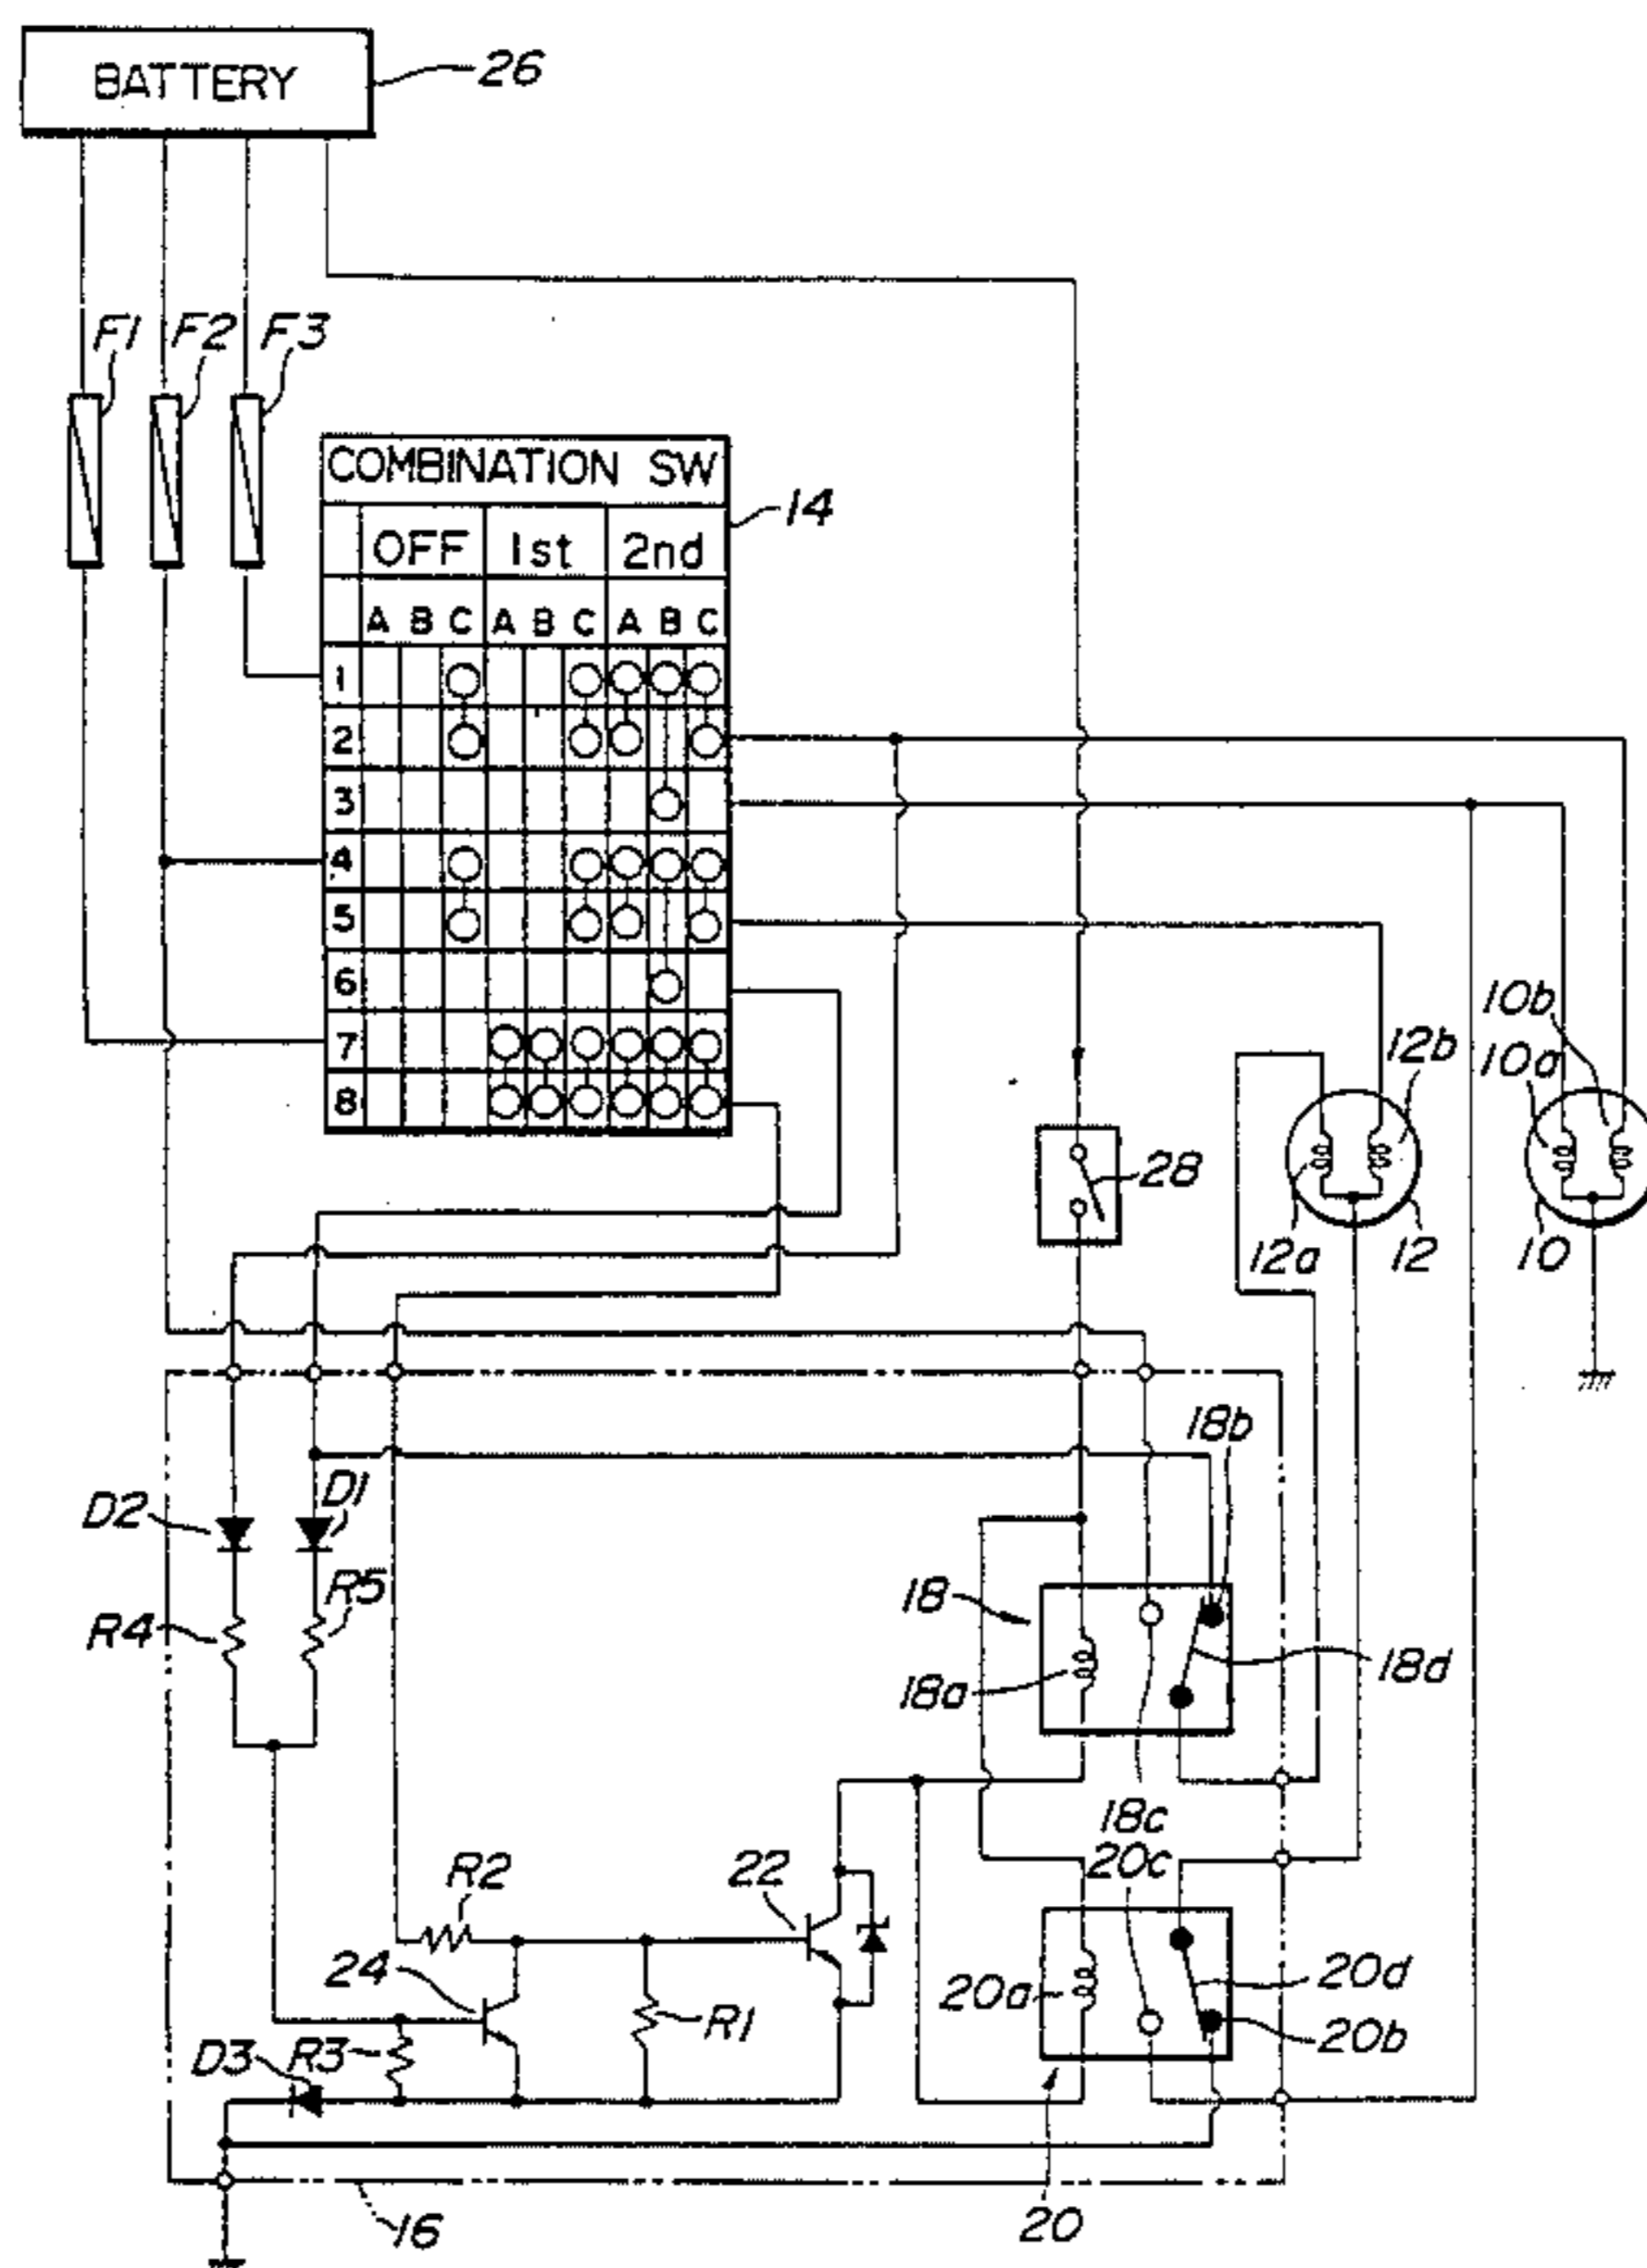 BATTERY
26
F1 F2 F3
COMBINATION SW
14
OFF 1st 2nd
A B C A B C A B C
1
2
3
4
5
6
7
8
10b
12b 10a
28
12a 12 10
18b
D2 D1
R4 R5
18
18a 18d
18c
R2 22 20c
24
20a 20d
R1
D3 R3 20b
16 20